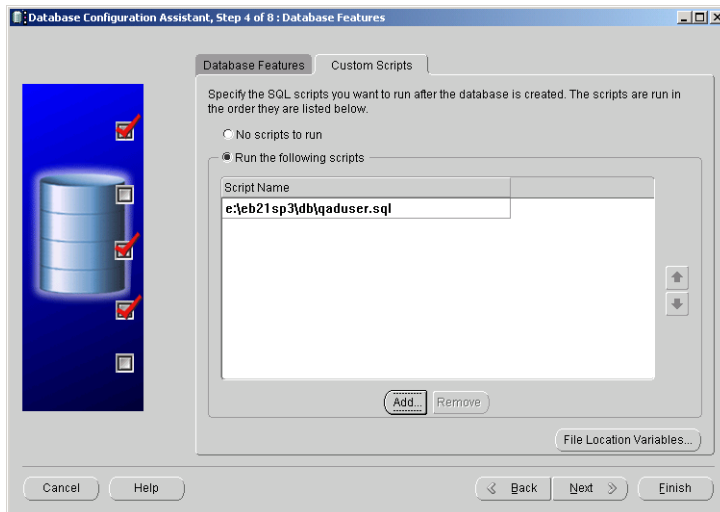 Database Configuration Assistant, Step 4 of 8 : Database Features
Database Features
Custom Scripts
Specify the SQL scripts you want to run after the database is created. The scripts are run in
the order they are listed below.
No scripts to run
Run the following scripts
Script Name
e:\eb21sp3\db\qaduser.sql
Add...
Remove
File Location Variables...
Cancel
Help
Back
Next
Finish